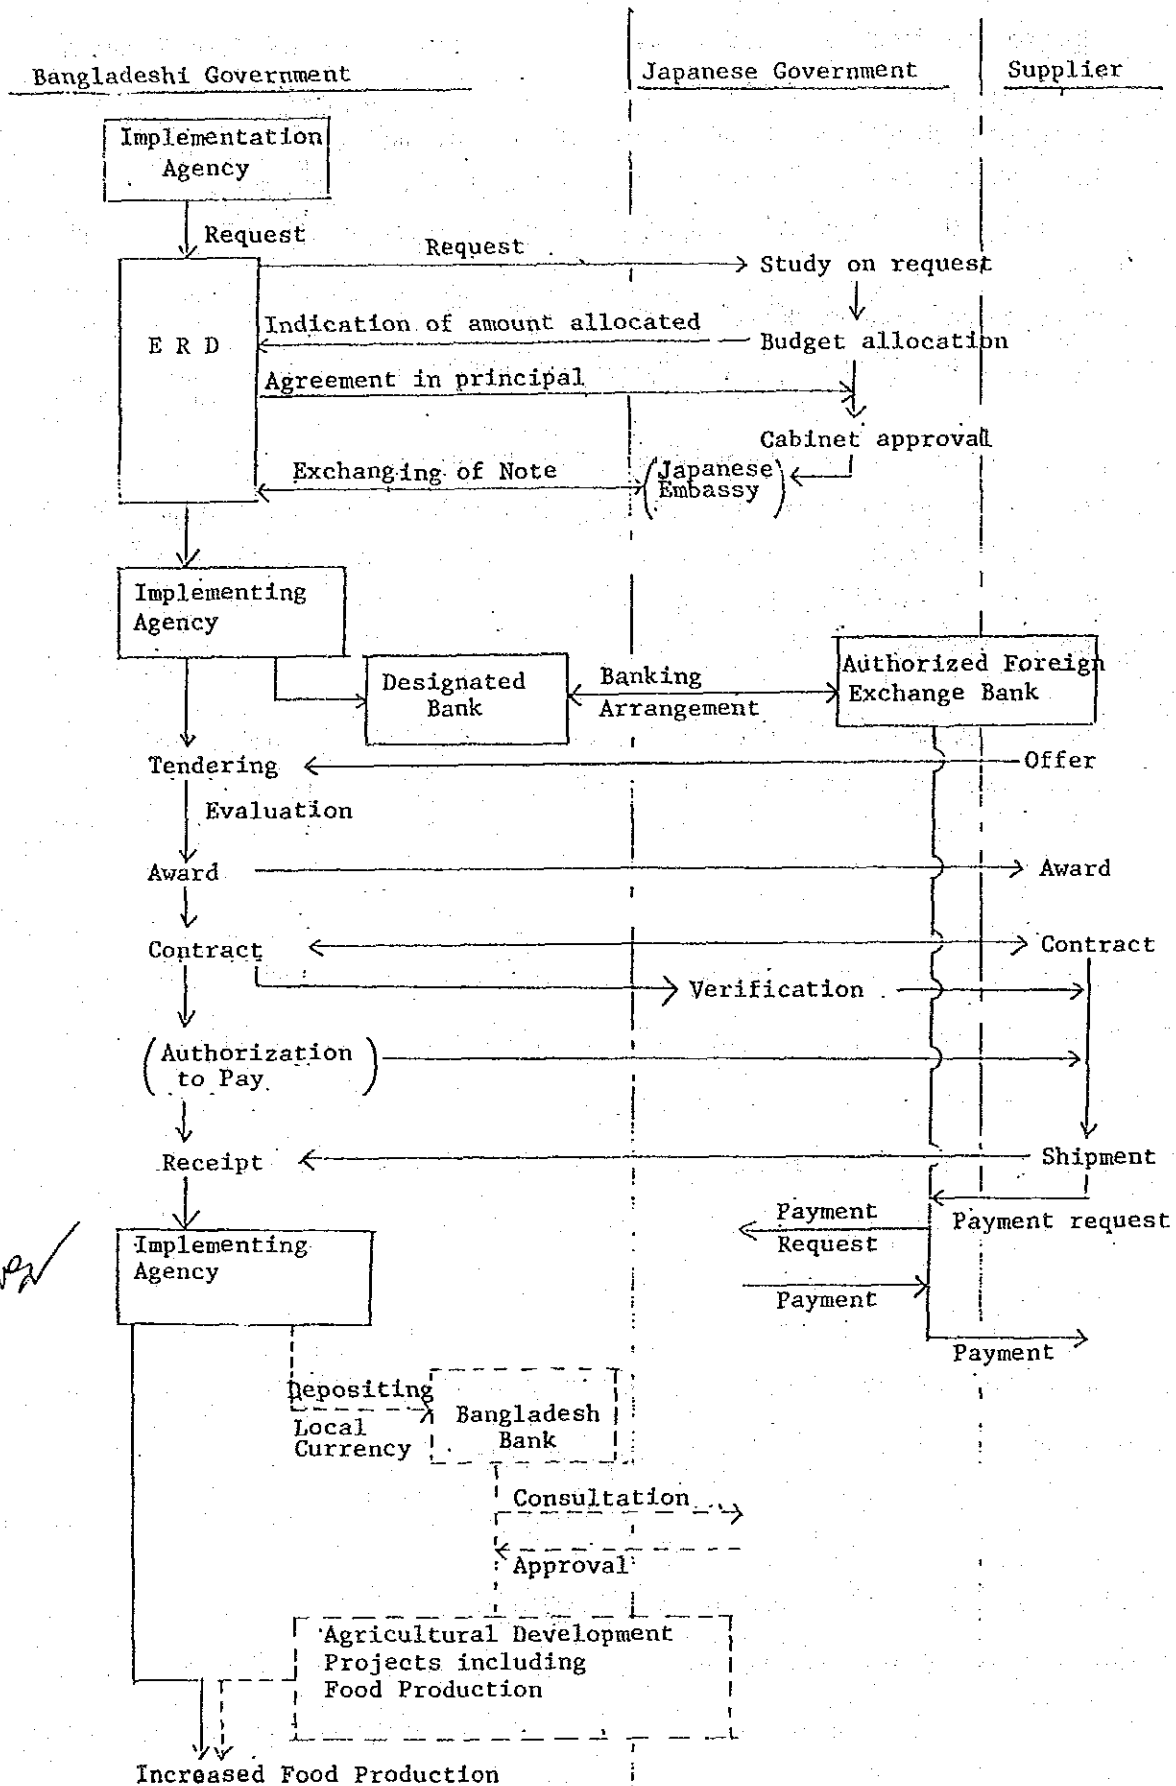 Bangladeshi Government
Japanese Government
Supplier
Implementation
Agency
Request
Request
Study on request
E R D
Indication of amount allocated
Budget allocation
Agreement in principal
Cabinet approval
Exchanging of Note
(Japanese
Embassy)
Implementing
Agency
Designated
Bank
Banking
Arrangement
Authorized Foreign
Exchange Bank
Tendering
Offer
Evaluation
Award
Award
Contract
Contract
Verification
(Authorization
to Pay)
Receipt
Shipment
Payment
Request
Payment request
Implementing
Agency
Payment
Payment
Depositing
Local
Currency
Bangladesh
Bank
Consultation
Approval
Agricultural Development
Projects including
Food Production
Increased Food Production